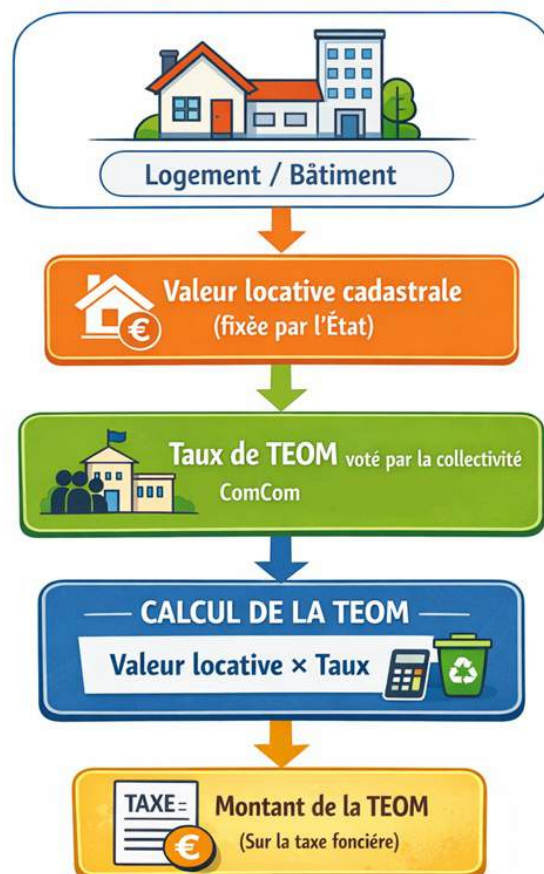 Logement / Bâtiment
Valeur locative cadastrale
€
(fixèe par l'État)
Taux de TEOM voté par la collectivité
ComCom
CALCUL DE LA TEOM
Valeur locative × Taux
TAXE=
€
Montant de la TEOM
(Sur la taxe fonciére)